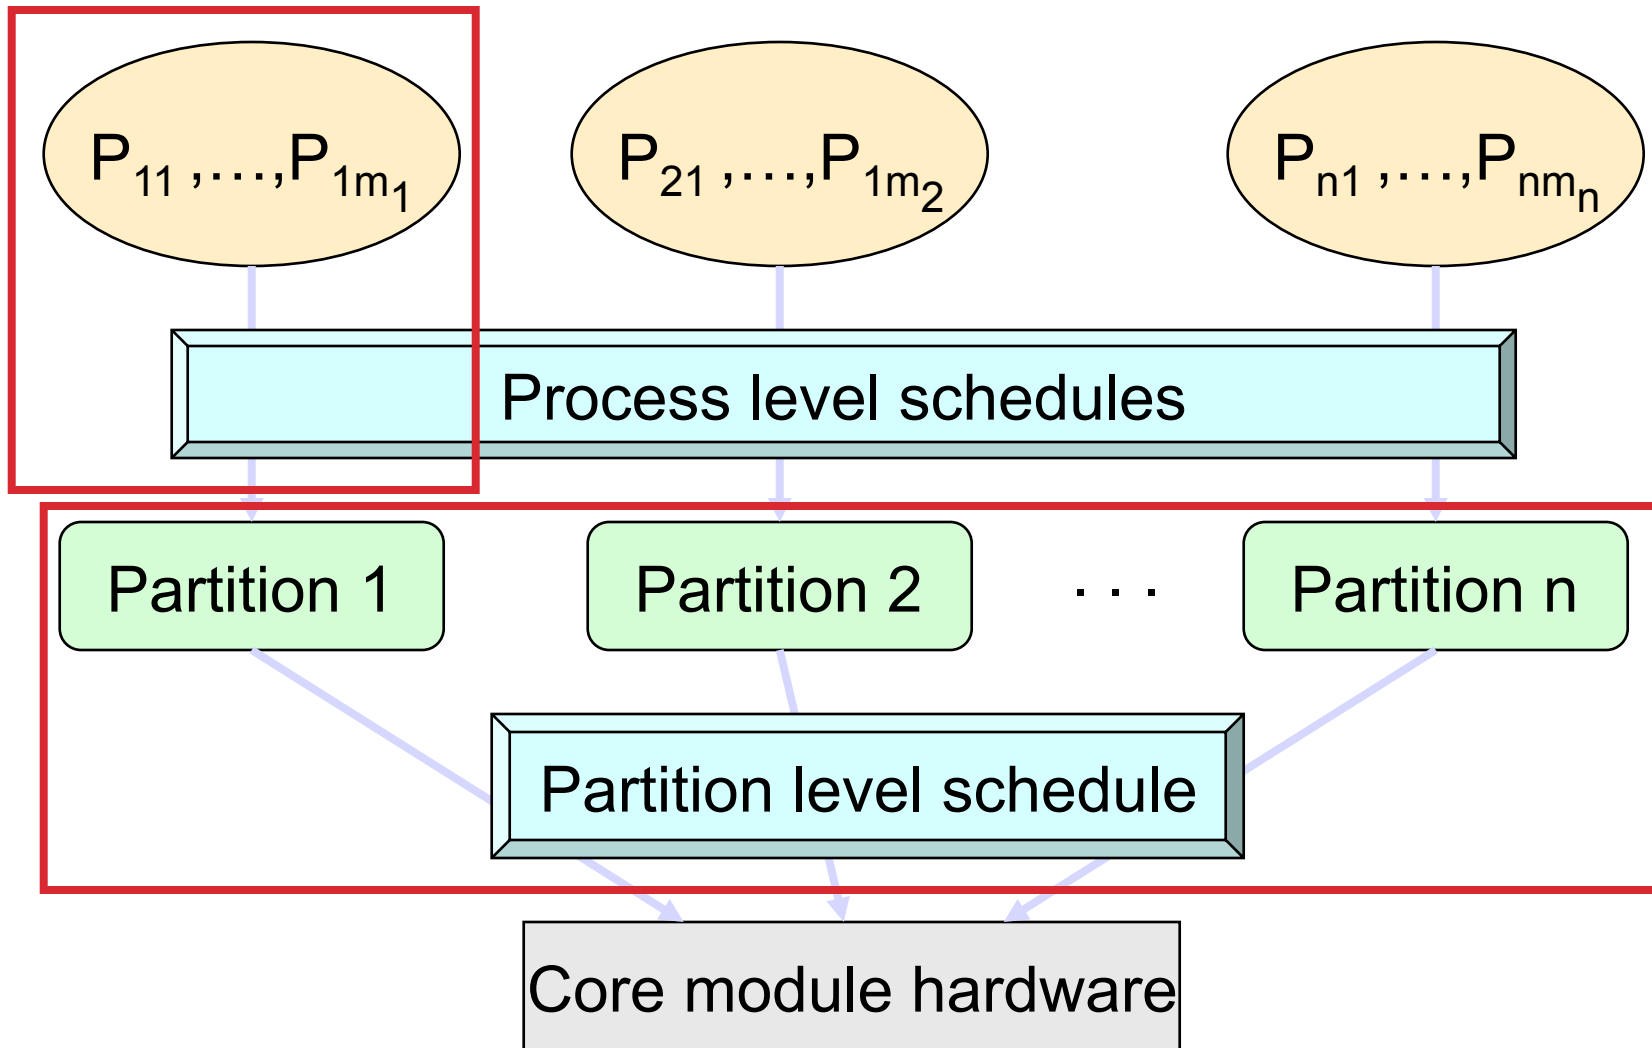 P₁₁ ,…,P₁ₘ₁ P₂₁ ,…,P₁ₘ₂ Pₙ₁ ,…,Pₙₘₙ
Process level schedules
Partition 1 Partition 2 . . . Partition n
Partition level schedule
Core module hardware